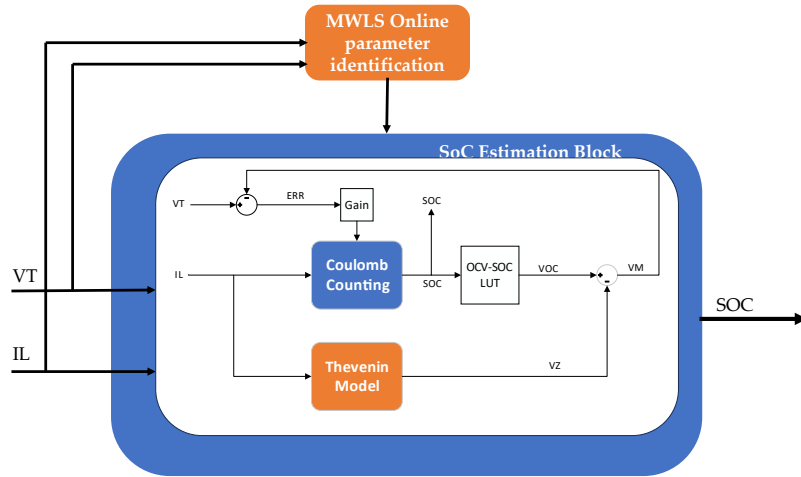 MWLS Online
parameter
identification
SoC Estimation Block
VT
ERR
Gain
SOC
IL
Coulomb
Counting
SOC
OCV-SOC
LUT
VOC
VM
VT
IL
SOC
Thevenin
Model
VZ